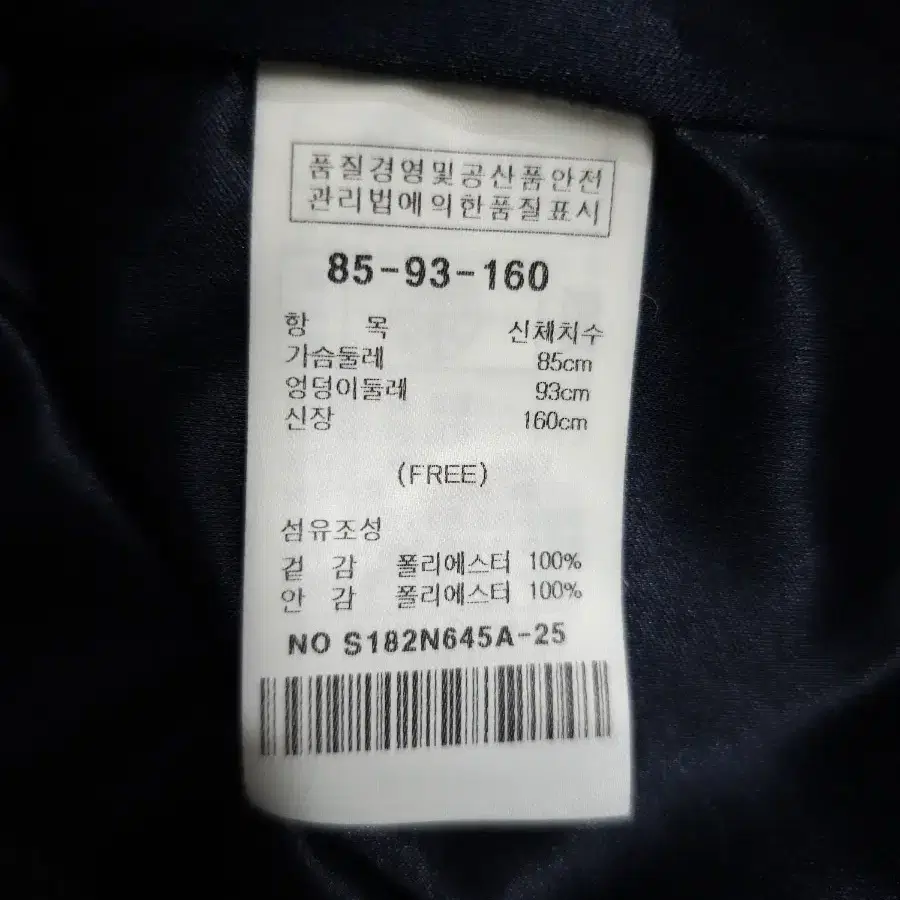 품질경영및공산품안전
관리법에의한품질표시
85-93-160
항 목 신체치수
가슴둘레 85cm
엉덩이둘레 93cm
신장 160cm
(FREE)
섬유조성
겉 감 폴리에스터 100%
안 감 폴리에스터 100%
NO S182N645A-25